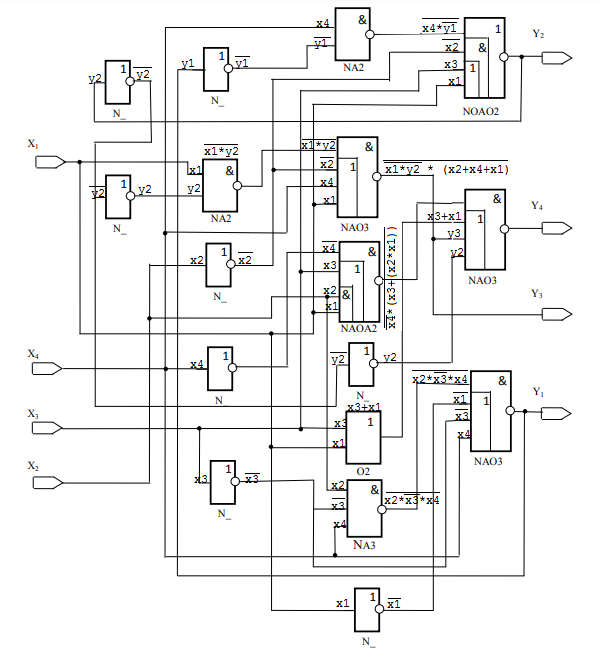 x4 & x4*y1 1 Y2
y1 x2 &
NA2 x3 1
1 y2 y1 1 y1 x1
y2 NOAO2
N_ N_
X1 x1*y2 x1*y2 & x1*y2 * (x2+x4+x1)
x1 & x2 1
1 y2 y2 x4 & Y4
y2 NA2 x1 x3+x1 1
N_ NAO3 y3
x2 1 x2 x4 & y2
x3 1 NAO3
N_ x2 & x4*(x3+(x2*x1)) Y3
x1
NAOA2
X4 x4 1 y2 1 y2
N N_ x2*x3*x4 & Y1
X3 x3+x1 x1 1
x3 1 x3
x1 x4
X2 1 x3 O2 NAO3
x3 x2 & x2*x3*x4
N_ x3
x4
NA3
x1 1 x1
N_